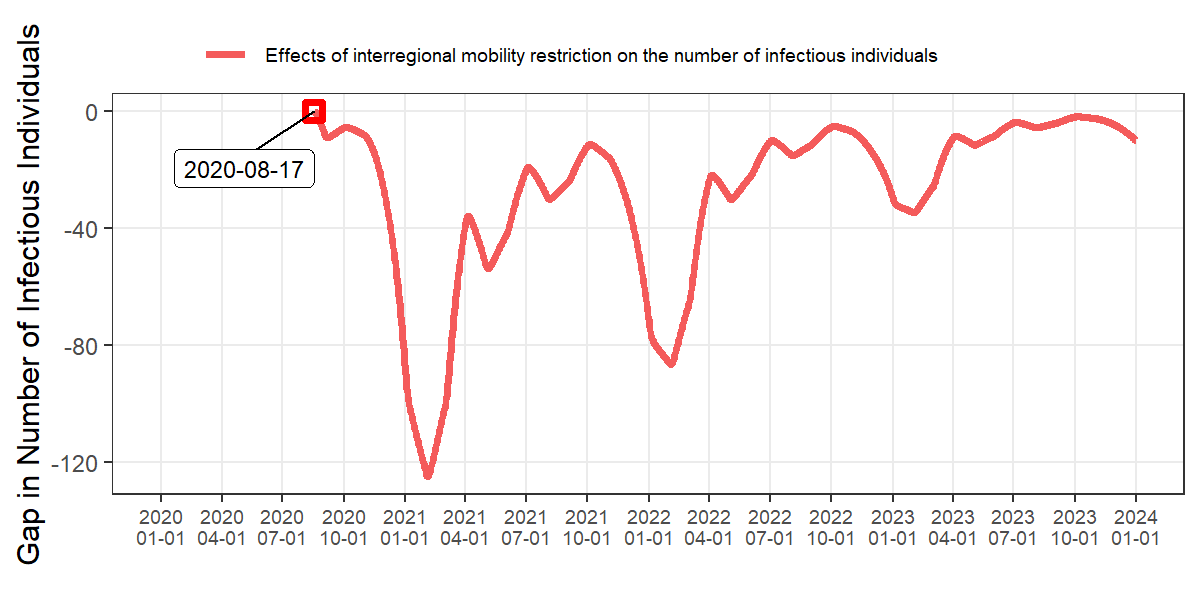 Effects of interregional mobility restriction on the number of infectious individuals
Gap in Number of Infectious Individuals
0
-40
-80
-120
2020-08-17
2020 2020 2020 2020 2021 2021 2021 2021 2022 2022 2022 2022 2023 2023 2023 2023 2024
01-01 04-01 07-01 10-01 01-01 04-01 07-01 10-01 01-01 04-01 07-01 10-01 01-01 04-01 07-01 10-01 01-01